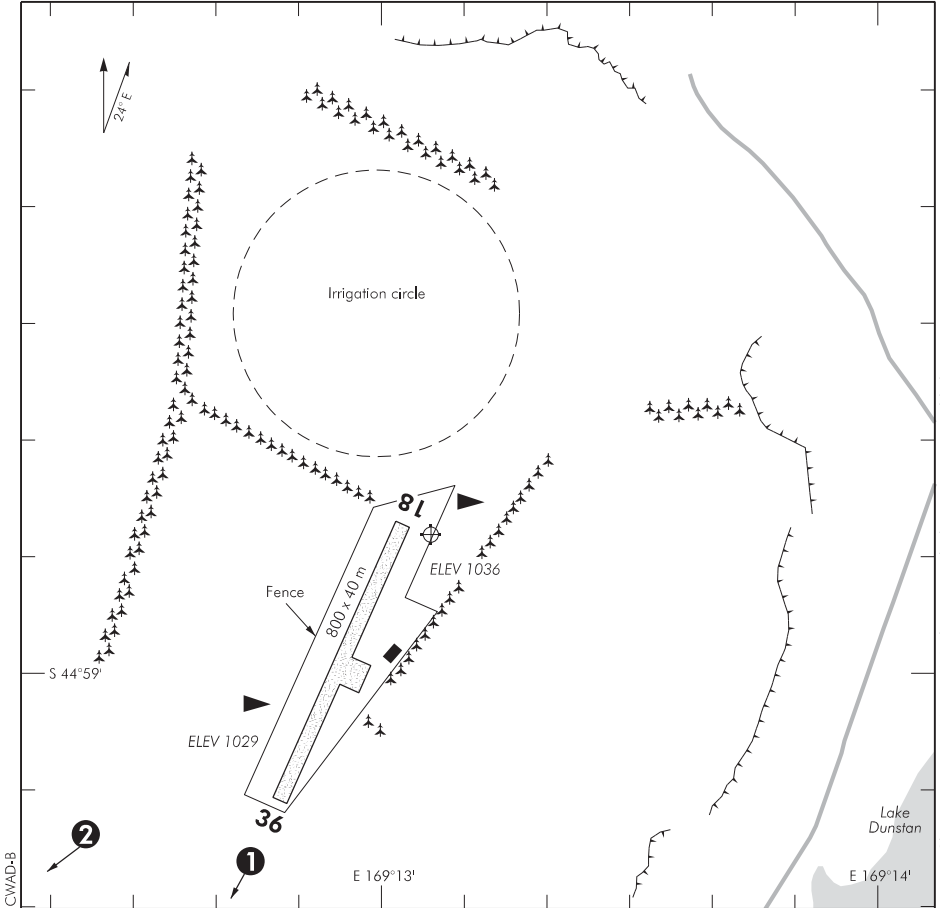 24° E
Irrigation circle
18
ELEV 1036
800 x 40 m
Fence
S 44°59'
ELEV 1029
36
2
1
Lake
Dunstan
E 169°13'
E 169°14'
CWAD-B